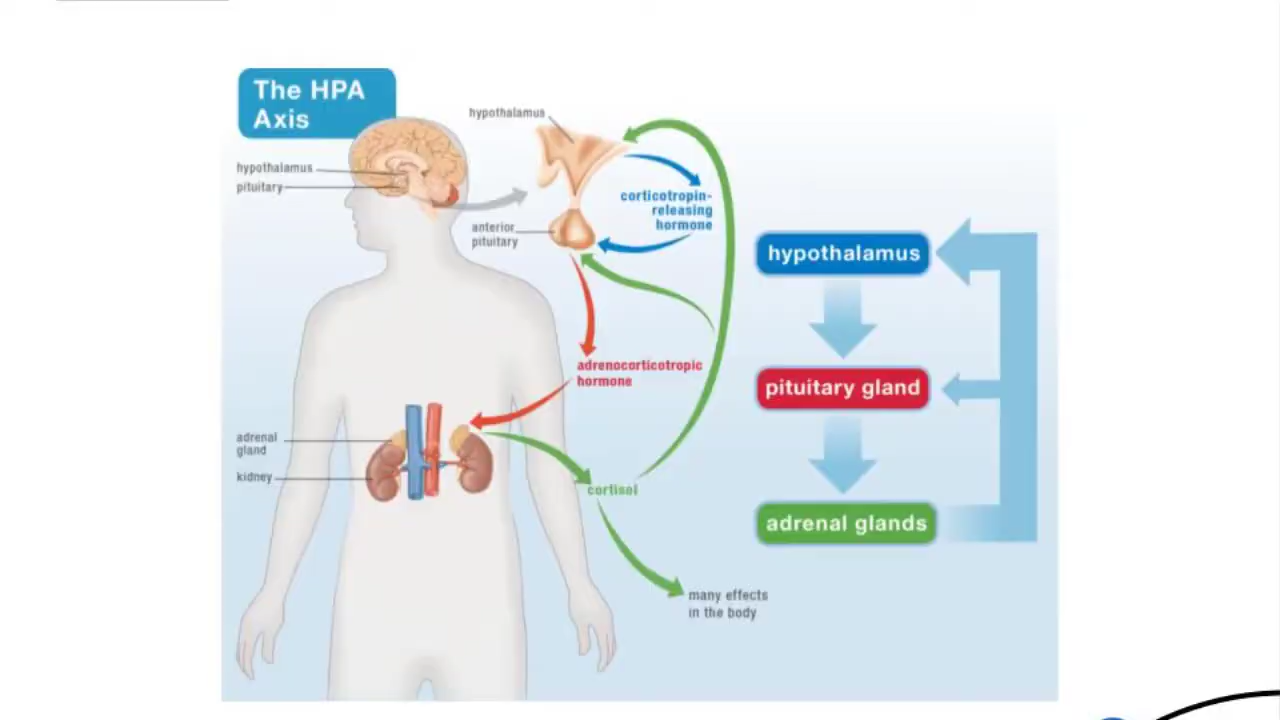 The HPA
Axis
hypothalamus
pituitary
hypothalamus
corticotropin-
releasing
hormone
anterior
pituitary
adrenocorticotropic
hormone
adrenal
gland
kidney
cortisol
many effects
in the body
hypothalamus
pituitary gland
adrenal glands